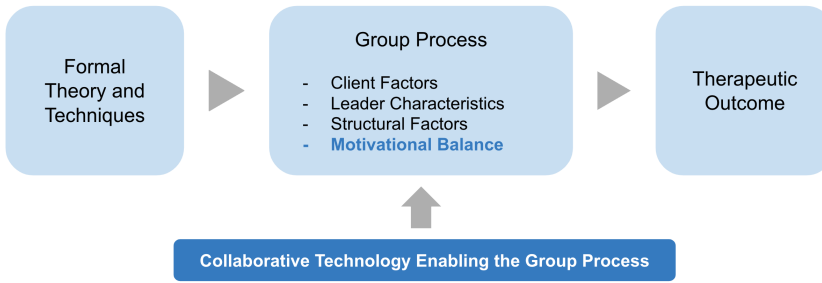 Formal
Theory and
Techniques
Group Process
- Client Factors
- Leader Characteristics
- Structural Factors
- Motivational Balance
Therapeutic
Outcome
Collaborative Technology Enabling the Group Process